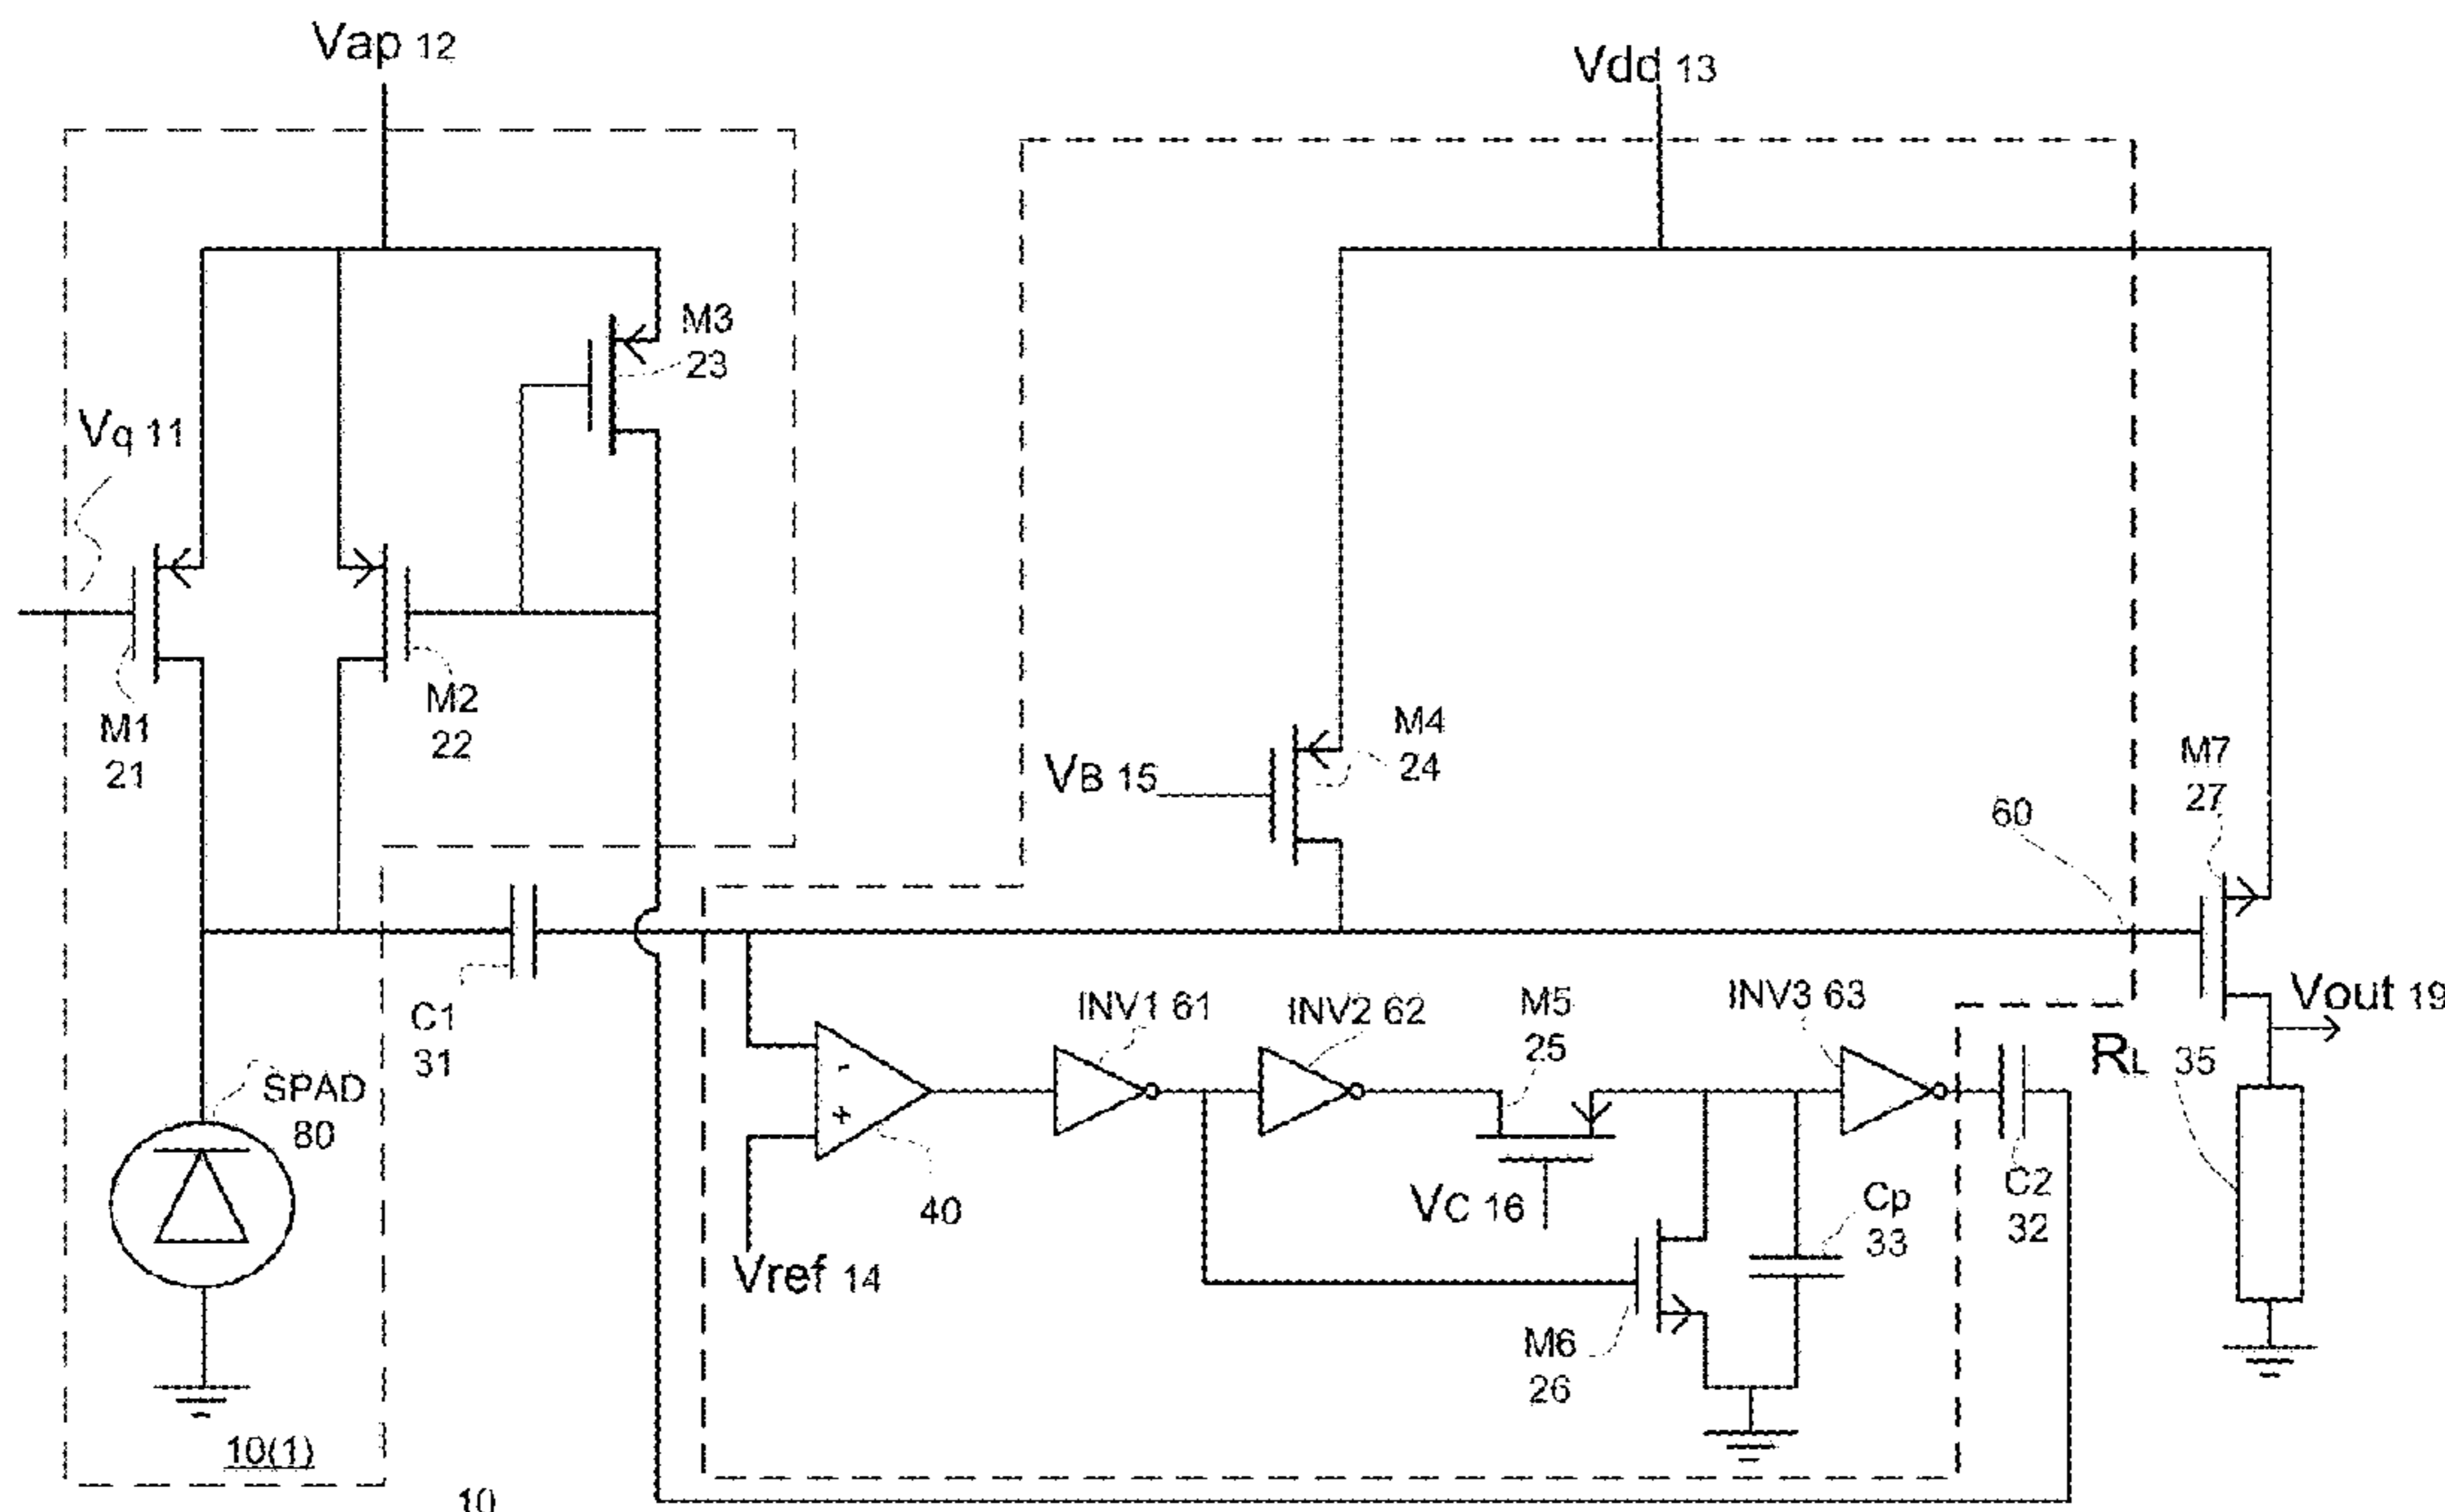 Vap 12
Vdd 13
M3
23
Vq 11
M1
21
M2
22
M4
24
VB 15
M7
27
60
C1
31
INV1 61
INV2 62
M5
25
INV3 63
Vout 19
RL 35
SPAD
80
-
+
40
VC 16
Cp
33
C2
32
Vref 14
M6
26
10(1)
10